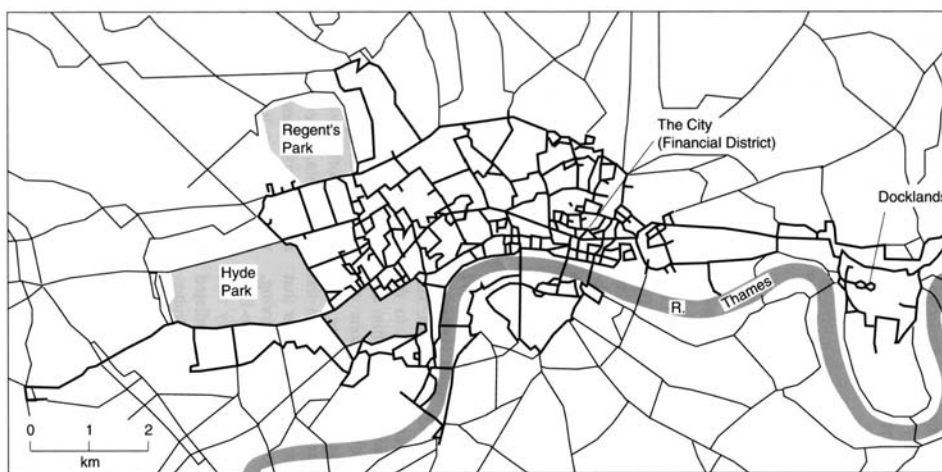 Regent's
Park
The City
(Financial District)
Docklands
Hyde
Park
R.
Thames
0 1 2
km